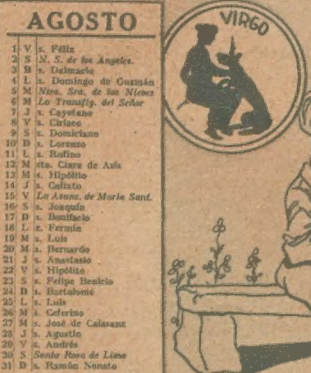 AGOSTO
VIRGO
1 V s. Félix
2 S N. S. de los Angeles.
3 D s. Dalmacio
4 L s. Domingo de Guzmán
5 M Ntra. Sra. de las Nieves
6 M La Transfig. del Señor
7 J s. Cayetano
8 V s. Ciriaco
9 S s. Domiciano
10 D s. Lorenzo
11 L s. Rufino
12 M sta. Clara de Asís
13 M s. Hipólito
14 J s. Calixto
15 V La Asunc. de María Sant.
16 S s. Joaquín
17 D s. Bonifacio
18 L s. Fermín
19 M s. Luis
20 M s. Bernardo
21 J s. Anastasio
22 V s. Hipólito
23 S s. Felipe Benicio
24 D s. Bartolomé
25 L s. Luis
26 M s. Ceferino
27 M s. José de Calasanz
28 J s. Agustín
29 V s. Andrés
30 S Santa Rosa de Lima
31 D s. Ramón Nonato